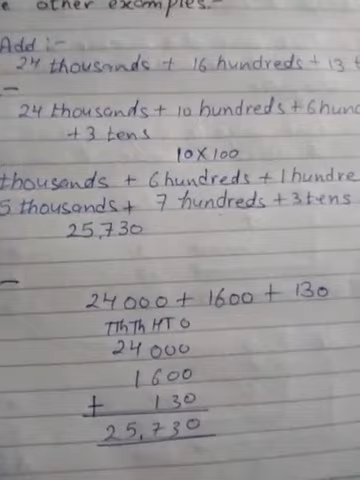 other examples:-
Add :-
24 thousands + 16 hundreds + 13 t
24 thousands + 10 hundreds + 6 hund
+ 3 tens
10 X 100
thousands + 6 hundreds + 1 hundre
5 thousands + 7 hundreds + 3 tens
25,730
24000 + 1600 + 130
TTh Th H T O
24 000
1 600
+ 130
25,730